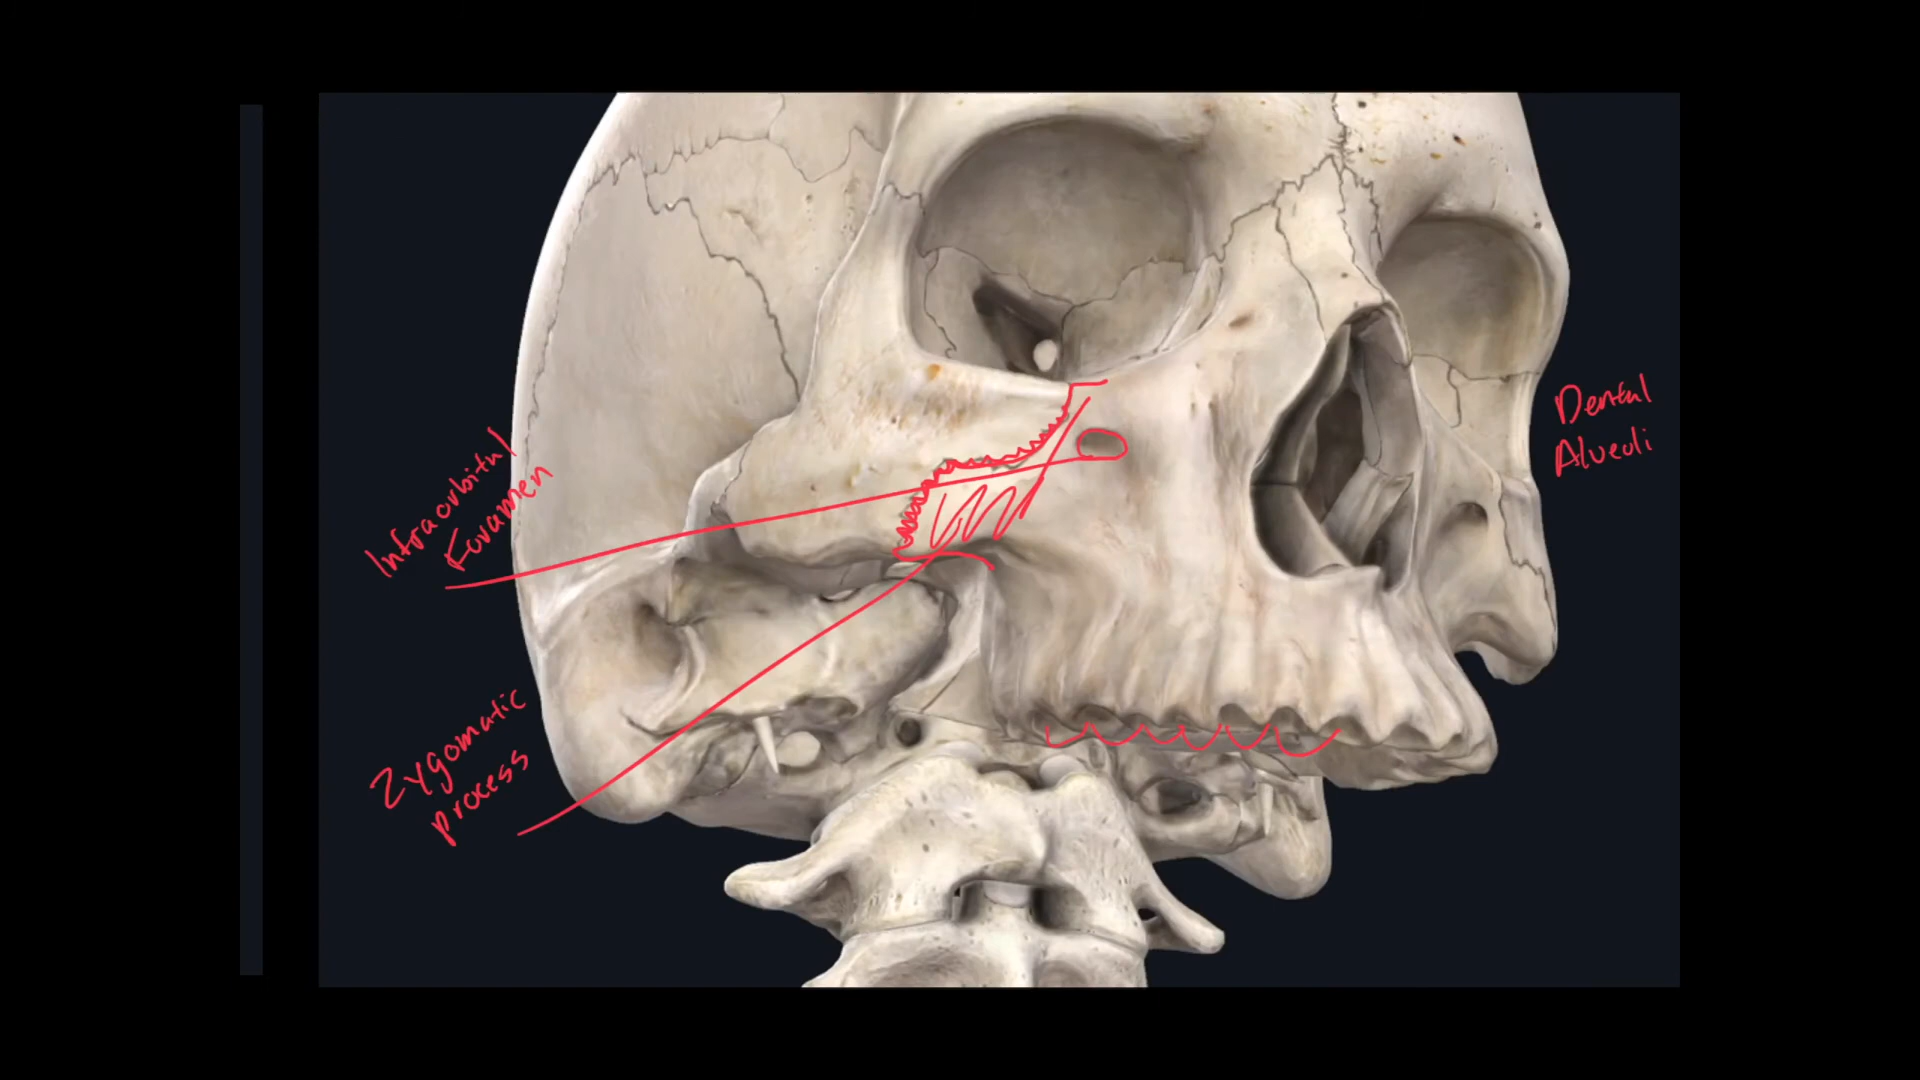 Infraorbital
Foramen
Zygomatic
process
Dental
Alveoli